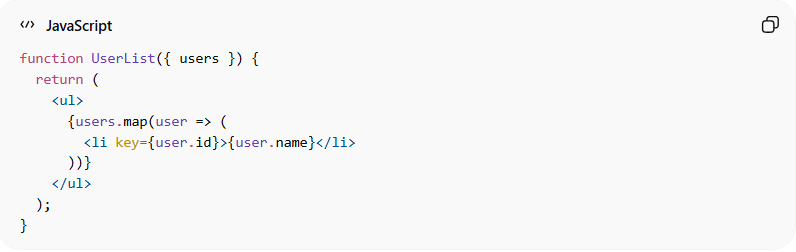 </> JavaScript
function UserList({ users }) {
  return (
    <ul>
      {users.map(user => (
        <li key={user.id}>{user.name}</li>
      ))}
    </ul>
  );
}